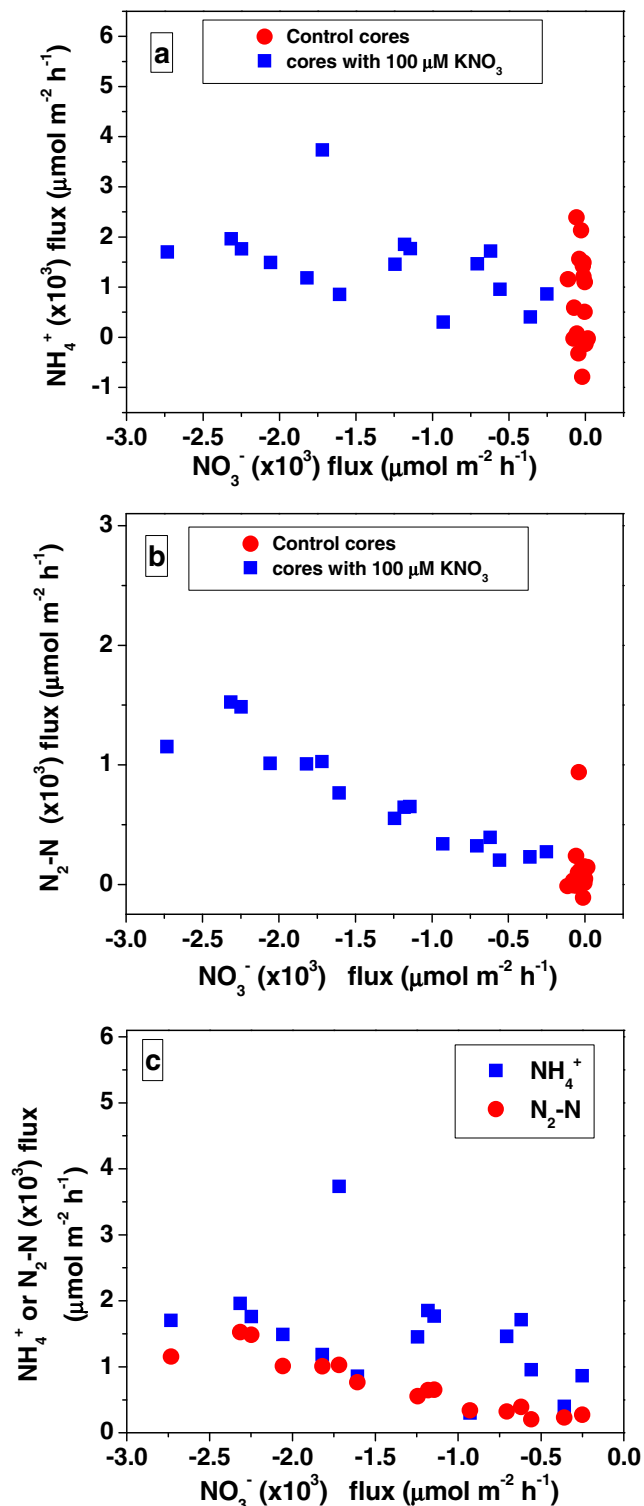 a
Control cores
cores with 100 μM KNO₃
6
5
4
3
2
1
0
-1
NH₄⁺ (x10³) flux (μmol m⁻² h⁻¹)
-3.0 -2.5 -2.0 -1.5 -1.0 -0.5 0.0
NO₃⁻ (x10³) flux (μmol m⁻² h⁻¹)
b
Control cores
cores with 100 μM KNO₃
3
2
1
0
N₂-N (x10³) flux (μmol m⁻² h⁻¹)
-3.0 -2.5 -2.0 -1.5 -1.0 -0.5 0.0
NO₃⁻ (x10³) flux (μmol m⁻² h⁻¹)
c
NH₄⁺
N₂-N
6
5
4
3
2
1
0
NH₄⁺ or N₂-N (x10³) flux
(μmol m⁻² h⁻¹)
-3.0 -2.5 -2.0 -1.5 -1.0 -0.5 0.0
NO₃⁻ (x10³) flux (μmol m⁻² h⁻¹)